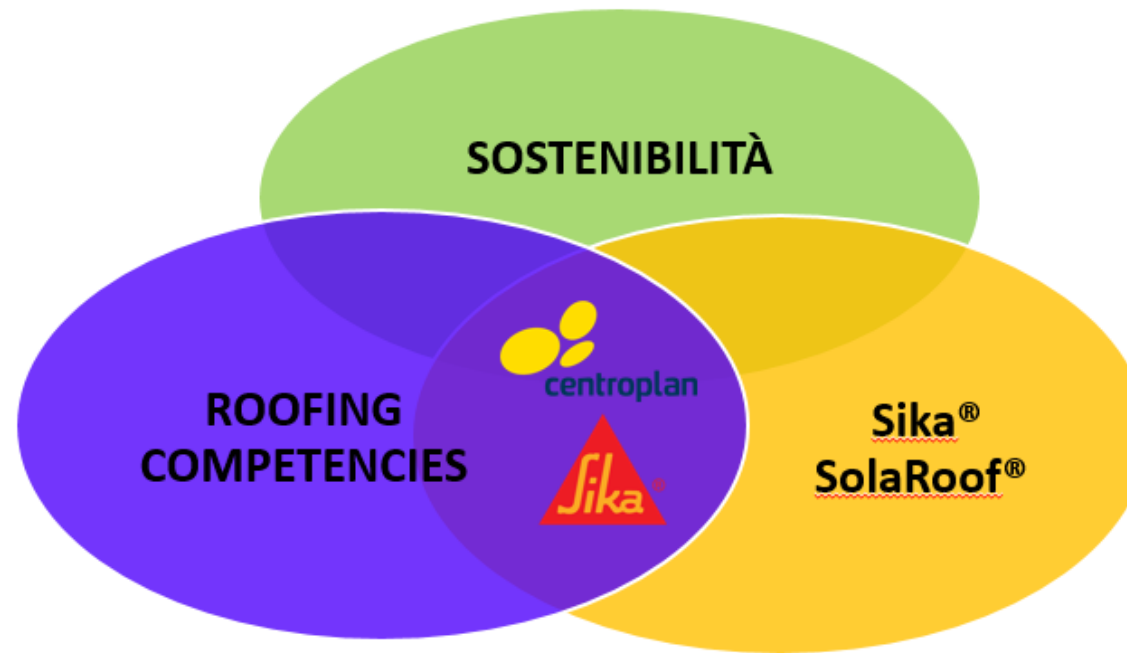 SOSTENIBILITÀ
ROOFING
COMPETENCIES
centroplan
Sika®
Sika®
SolaRoof®